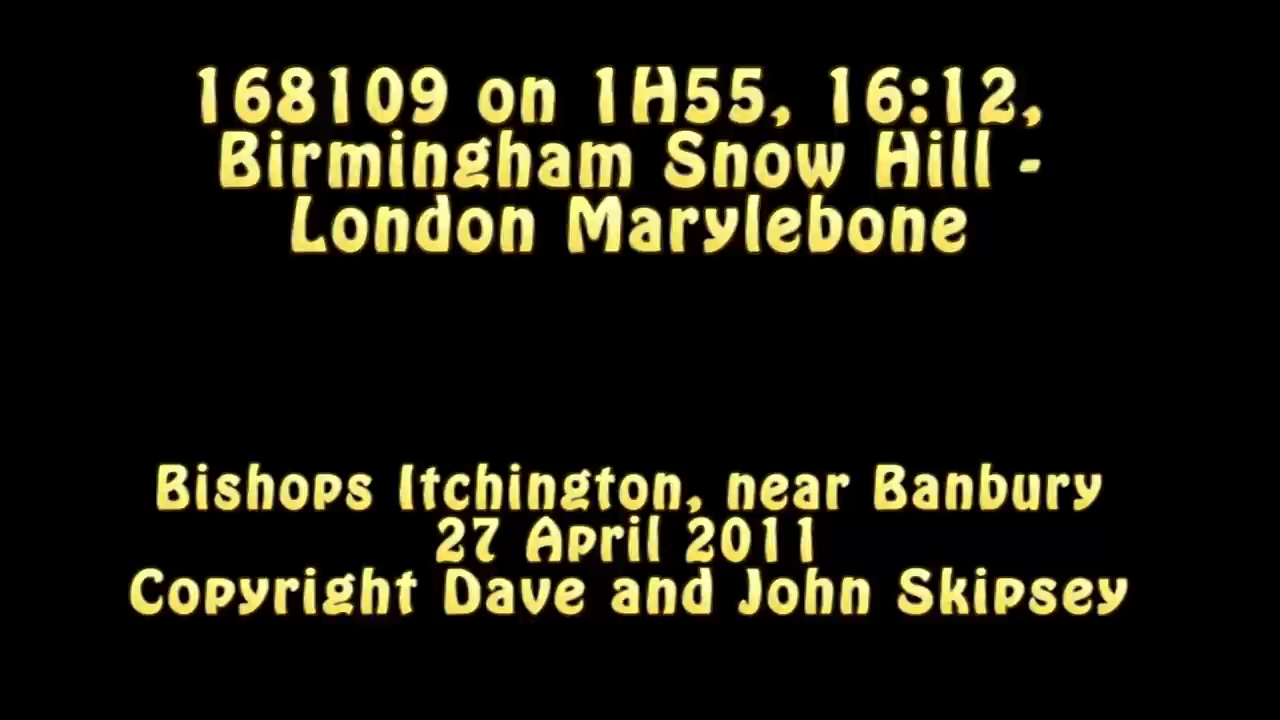 168109 on 1H55, 16:12,
Birmingham Snow Hill -
London Marylebone
Bishops Itchington, near Banbury
27 April 2011
Copyright Dave and John Skipsey